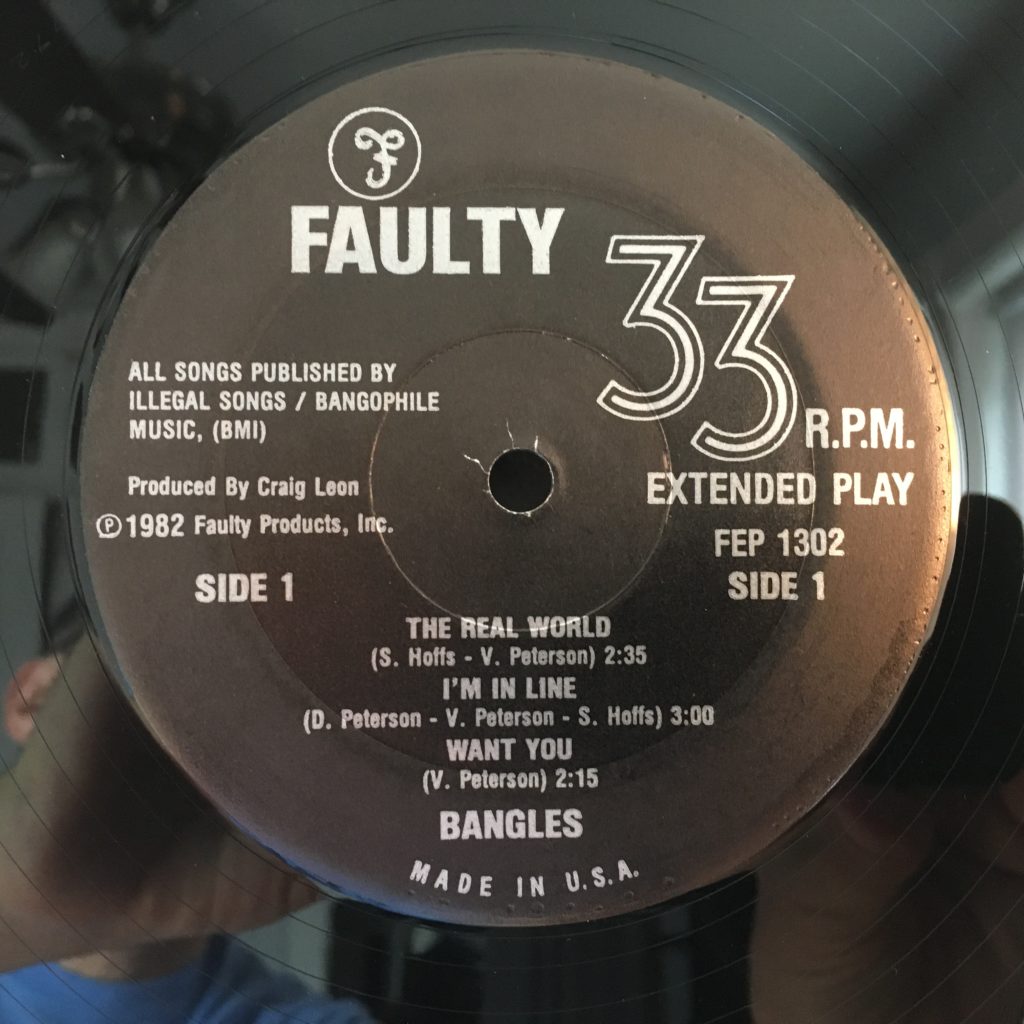 F
FAULTY
33 R.P.M.
EXTENDED PLAY
FEP 1302
SIDE 1
ALL SONGS PUBLISHED BY
ILLEGAL SONGS / BANGOPHILE
MUSIC, (BMI)
Produced By Craig Leon
℗1982 Faulty Products, Inc.
SIDE 1
THE REAL WORLD
(S. Hoffs - V. Peterson) 2:35
I'M IN LINE
(D. Peterson - V. Peterson - S. Hoffs) 3:00
WANT YOU
(V. Peterson) 2:15
BANGLES
MADE IN U.S.A.